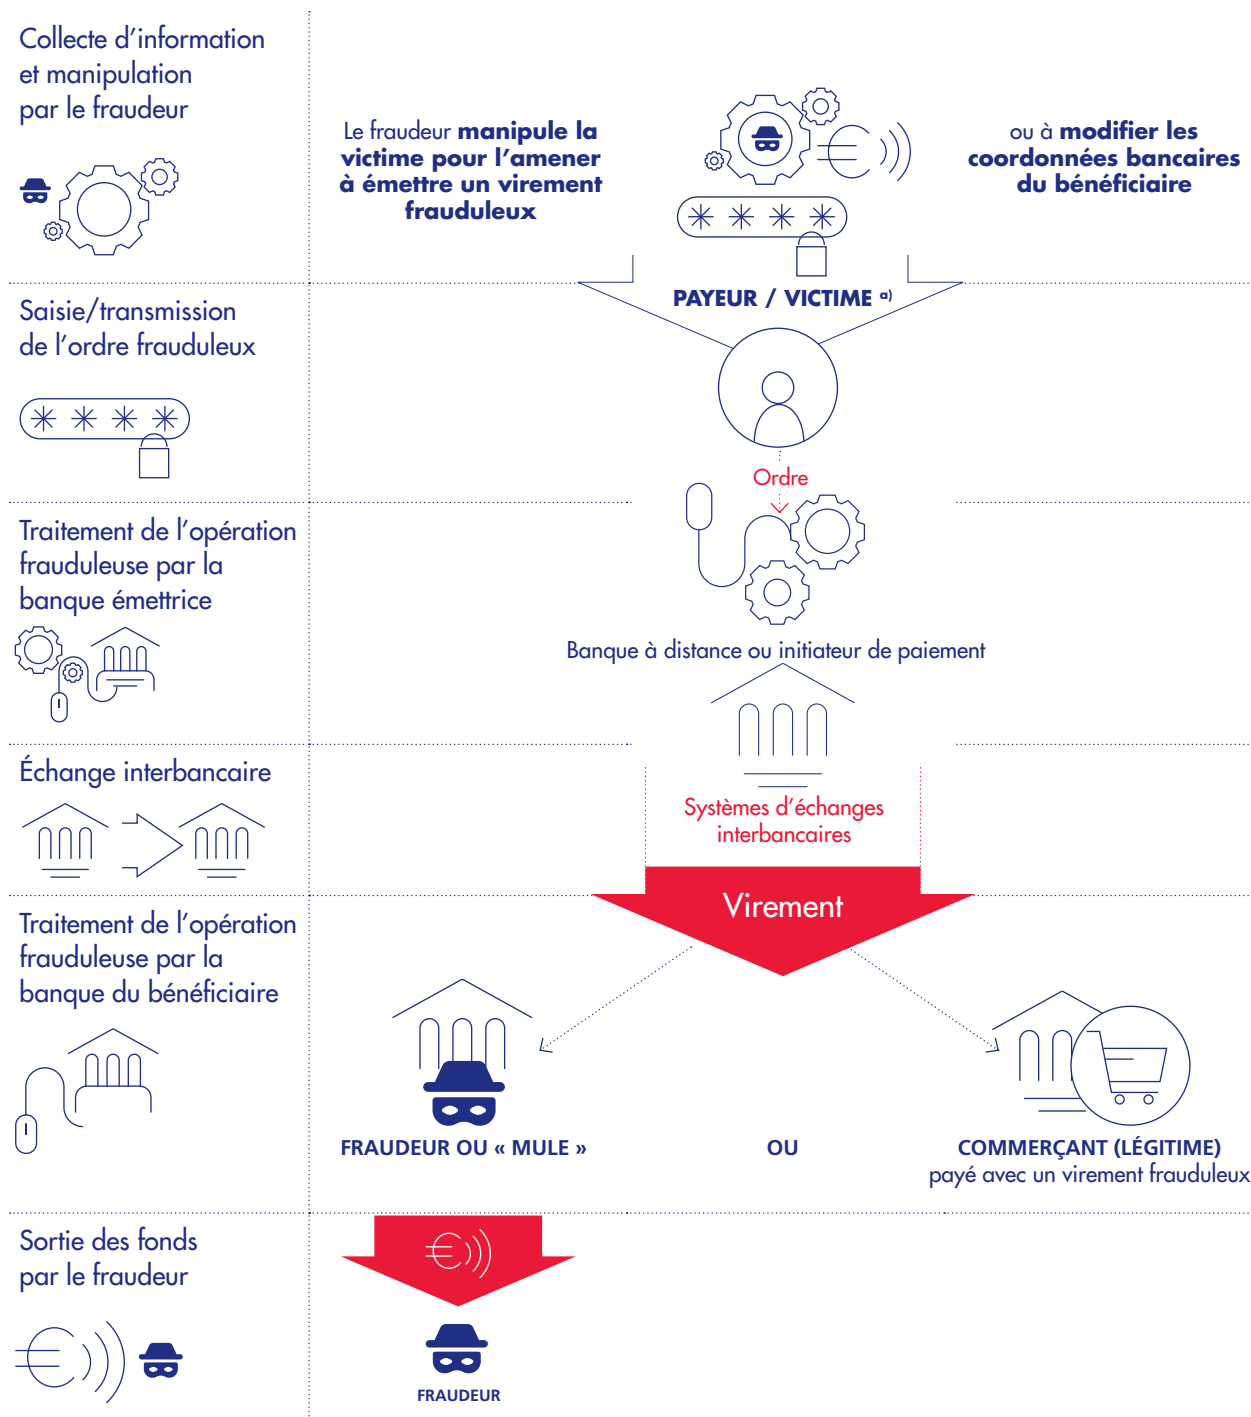 Collecte d’information
et manipulation
par le fraudeur
Le fraudeur manipule la
victime pour l’amener
à émettre un virement
frauduleux
ou à modifier les
coordonnées bancaires
du bénéficiaire
Saisie/transmission
de l’ordre frauduleux
PAYEUR / VICTIME a)
Ordre
Traitement de l’opération
frauduleuse par la
banque émettrice
Banque à distance ou initiateur de paiement
Échange interbancaire
Systèmes d’échanges
interbancaires
Virement
Traitement de l’opération
frauduleuse par la
banque du bénéficiaire
FRAUDEUR OU « MULE »
OU
COMMERÇANT (LÉGITIME)
payé avec un virement frauduleux
Sortie des fonds
par le fraudeur
FRAUDEUR